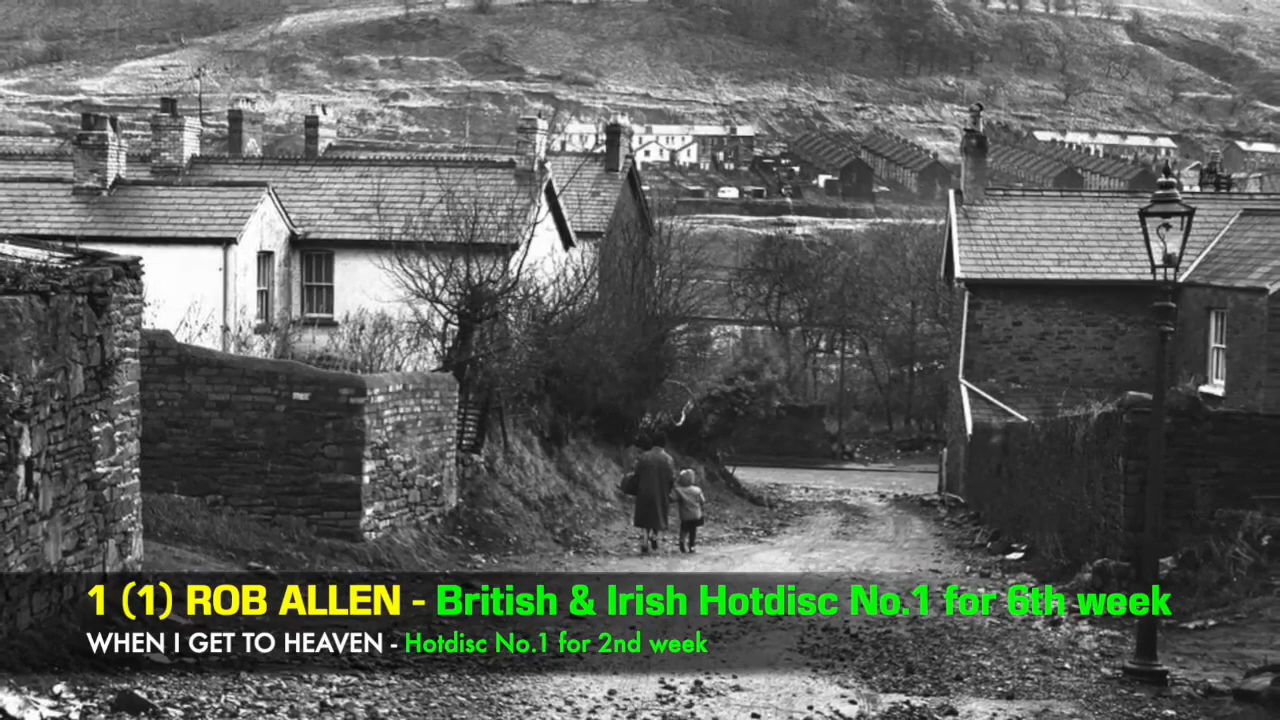 1 (1) ROB ALLEN - British & Irish Hotdisc No.1 for 6th week
WHEN I GET TO HEAVEN - Hotdisc No.1 for 2nd week